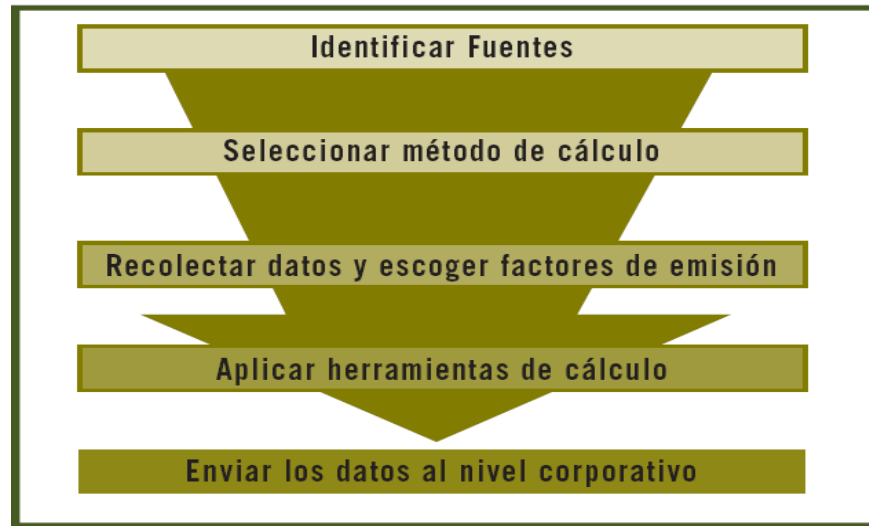 Identificar Fuentes
Seleccionar método de cálculo
Recolectar datos y escoger factores de emisión
Aplicar herramientas de cálculo
Enviar los datos al nivel corporativo